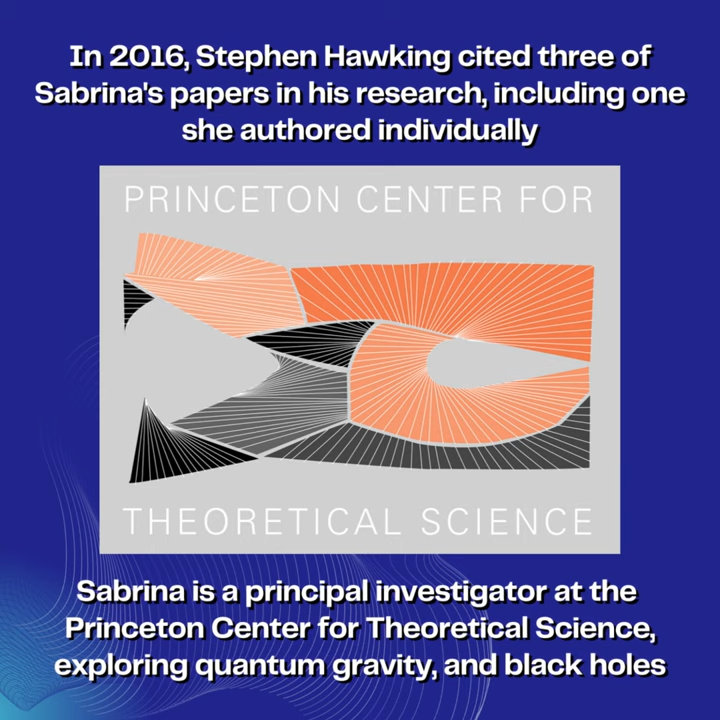 In 2016, Stephen Hawking cited three of
Sabrina's papers in his research, including one
she authored individually
PRINCETON CENTER FOR
THEORETICAL SCIENCE
Sabrina is a principal investigator at the
Princeton Center for Theoretical Science,
exploring quantum gravity, and black holes